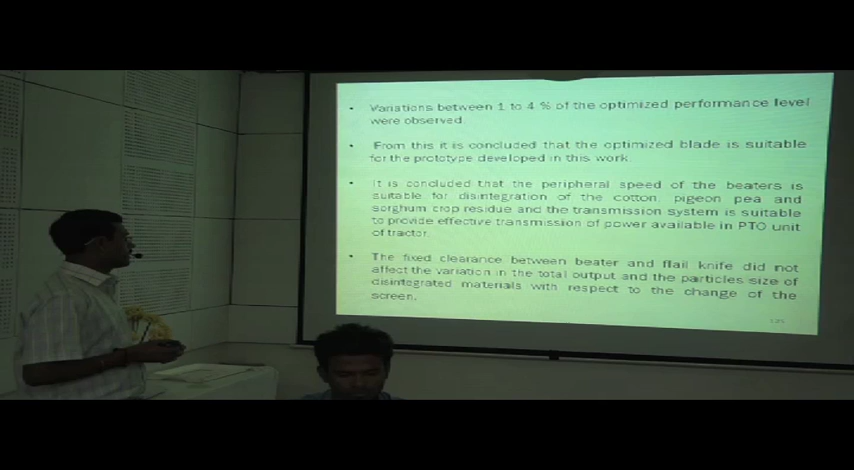 • Variations between 1 to 4 % of the optimized performance level
were observed.
• From this it is concluded that the optimized blade is suitable
for the prototype developed in this work.
• It is concluded that the peripheral speed of the beaters is
suitable for disintegration of the cotton, pigeon pea and
sorghum crop residue and the transmission system is suitable
to provide effective transmission of power available in PTO unit
of tractor.
• The fixed clearance between beater and flail knife did not
affect the variation in the total output and the particles size of
disintegrated materials with respect to the change of the
screen.